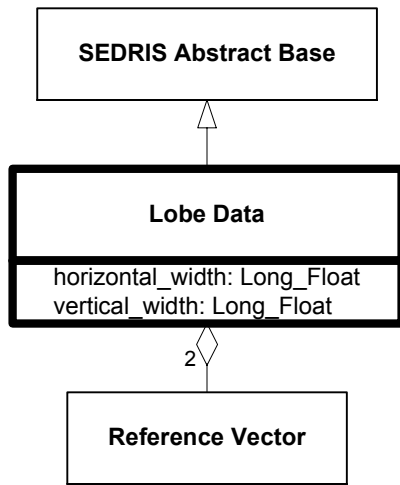 SEDRIS Abstract Base
Lobe Data
horizontal_width: Long_Float
vertical_width: Long_Float
2
Reference Vector